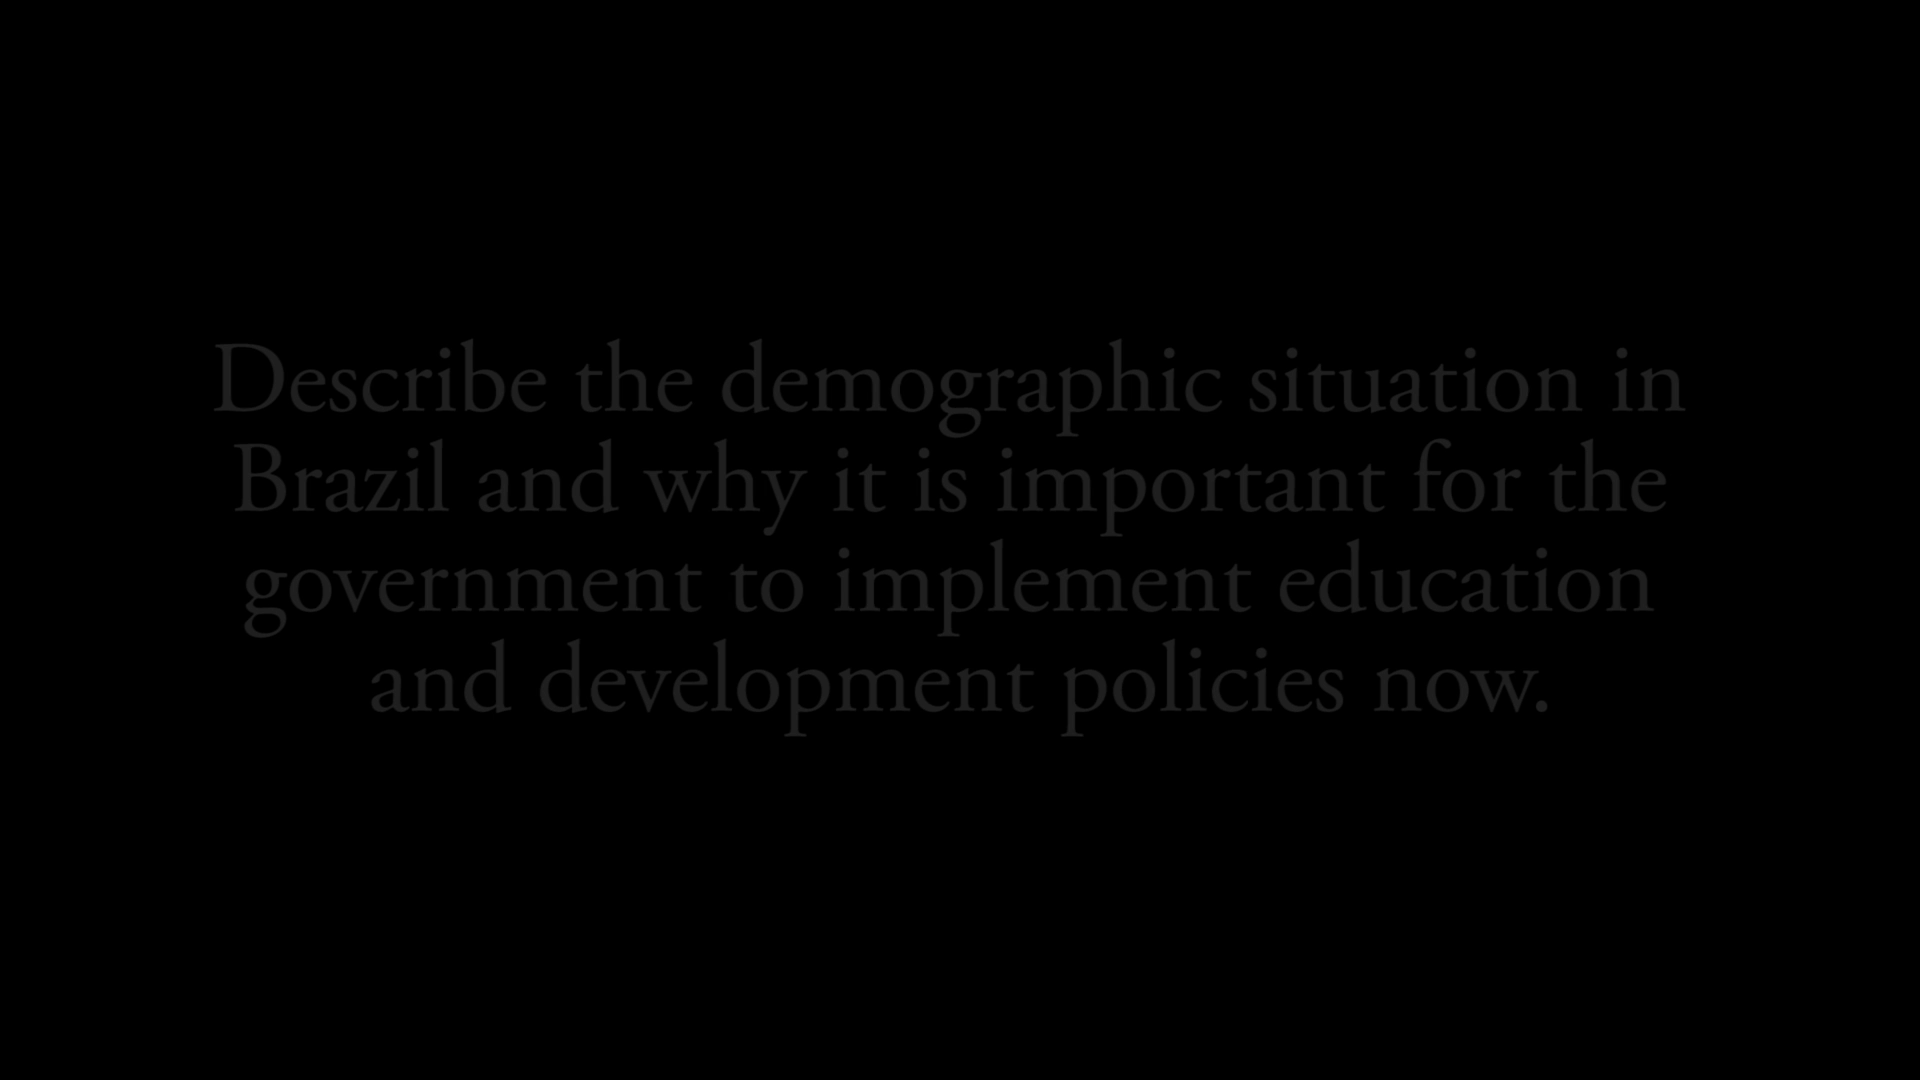 Describe the demographic situation in
Brazil and why it is important for the
government to implement education
and development policies now.